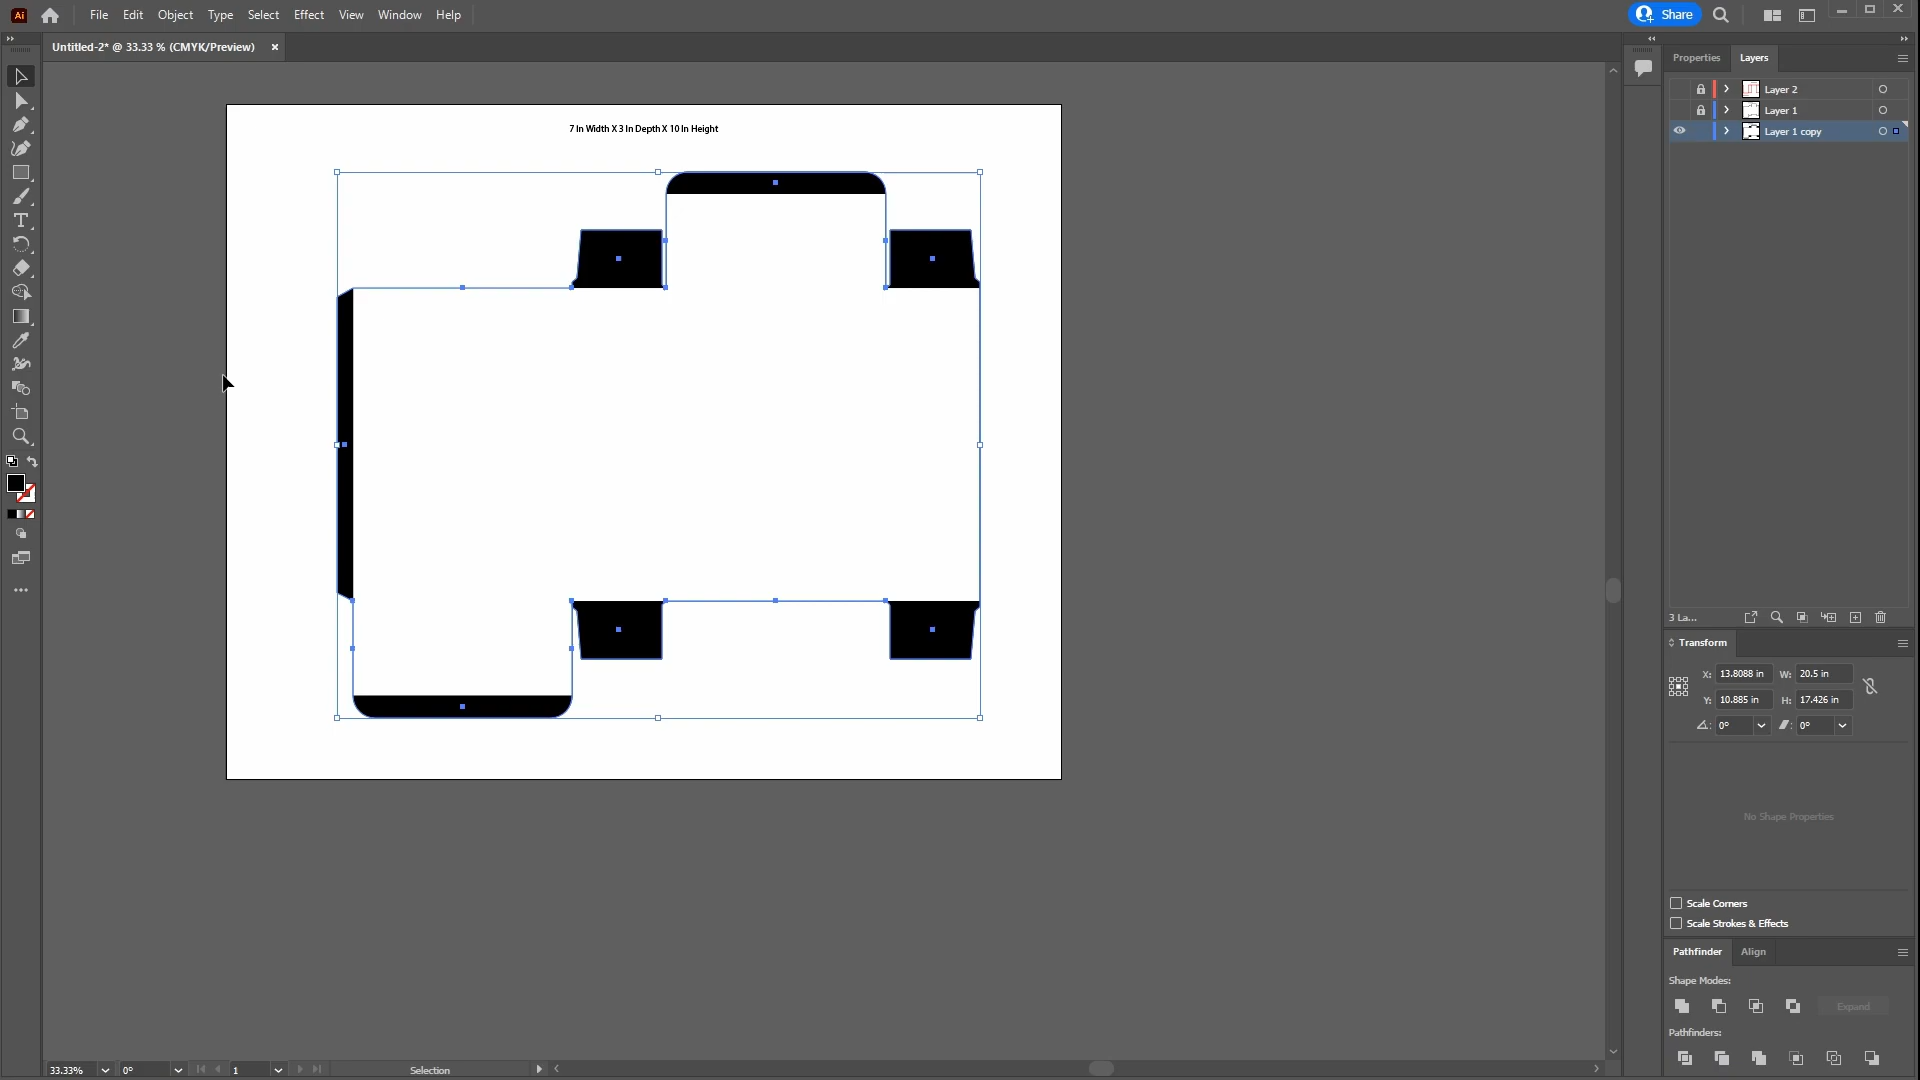 Ai File Edit Object Type Select Effect View Window Help Share
Untitled-2* @ 33.33 % (CMYK/Preview)
Properties Layers
Layer 2
Layer 1
Layer 1 copy
7 In Width X 3 In Depth X 10 In Height
3 La...
Transform
X: 13.8088 in W: 20.5 in
Y: 10.885 in H: 17.426 in
0° 0°
No Shape Properties
Scale Corners
Scale Strokes & Effects
Pathfinder Align
Shape Modes:
Expand
Pathfinders:
33.33% 0° 1 Selection